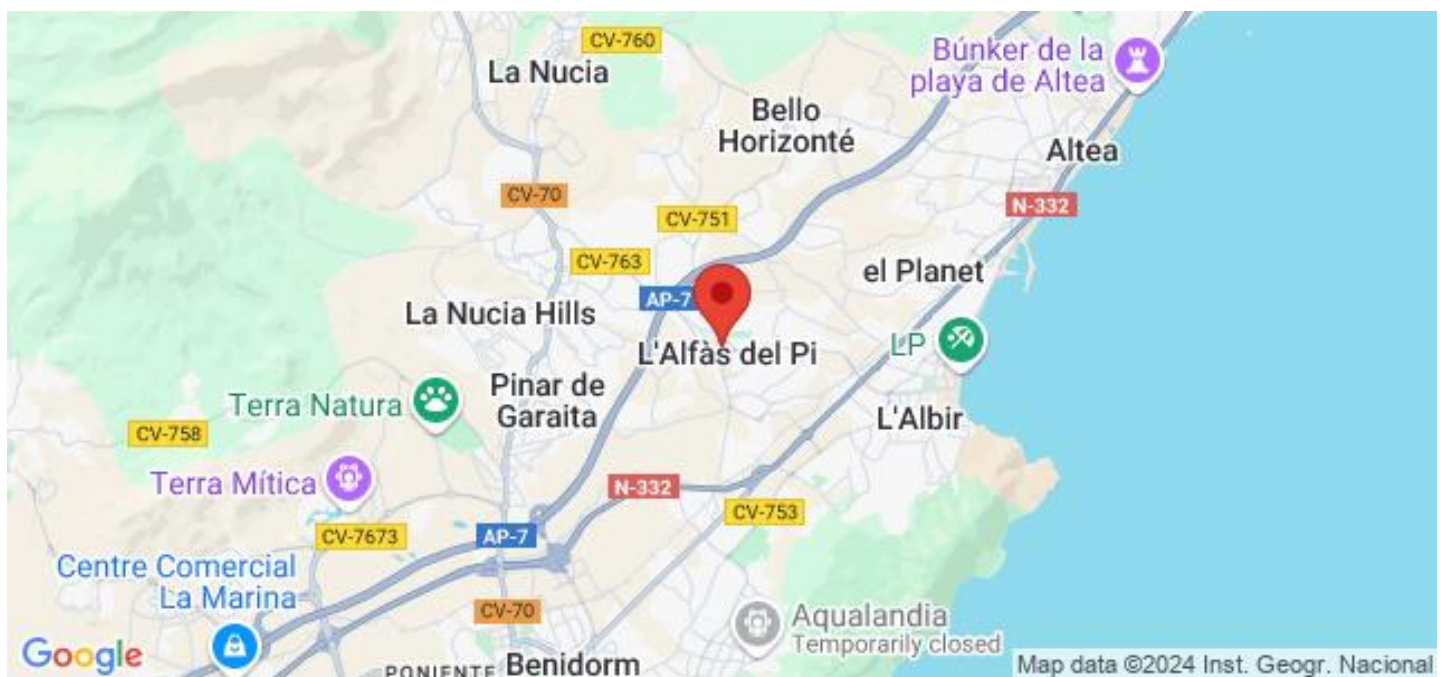 CV-760
La Nucia
Búnker de la
playa de Altea
Bello
Horizonté
Altea
CV-70
N-332
CV-751
CV-763
el Planet
AP-7
La Nucia Hills
L'Alfàs del Pi
LP
Pinar de
Garaita
Terra Natura
L'Albir
CV-758
Terra Mítica
N-332
CV-753
CV-7673
AP-7
Centre Comercial
La Marina
CV-70
Aqualandia
Temporarily closed
Google
PONIENTE
Benidorm
Map data ©2024 Inst. Geogr. Nacional